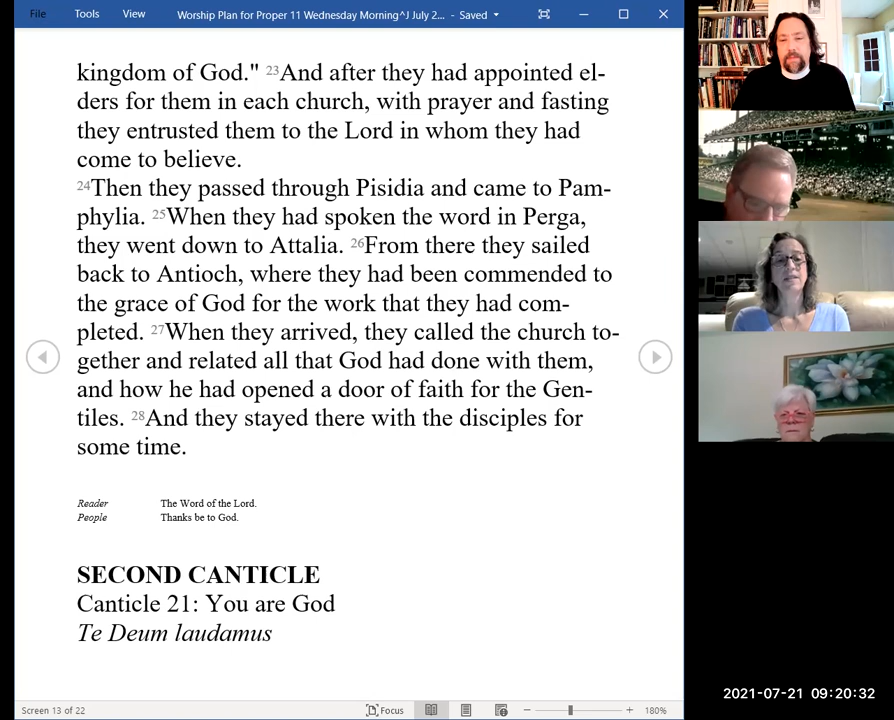 File Tools View Worship Plan for Proper 11 Wednesday Morning^J July 2... - Saved
kingdom of God." 23And after they had appointed el-
ders for them in each church, with prayer and fasting
they entrusted them to the Lord in whom they had
come to believe.
24Then they passed through Pisidia and came to Pam-
phylia. 25When they had spoken the word in Perga,
they went down to Attalia. 26From there they sailed
back to Antioch, where they had been commended to
the grace of God for the work that they had com-
pleted. 27When they arrived, they called the church to-
gether and related all that God had done with them,
and how he had opened a door of faith for the Gen-
tiles. 28And they stayed there with the disciples for
some time.
Reader The Word of the Lord.
People Thanks be to God.
SECOND CANTICLE
Canticle 21: You are God
Te Deum laudamus
Screen 13 of 22 Focus 180%
2021-07-21 09:20:32